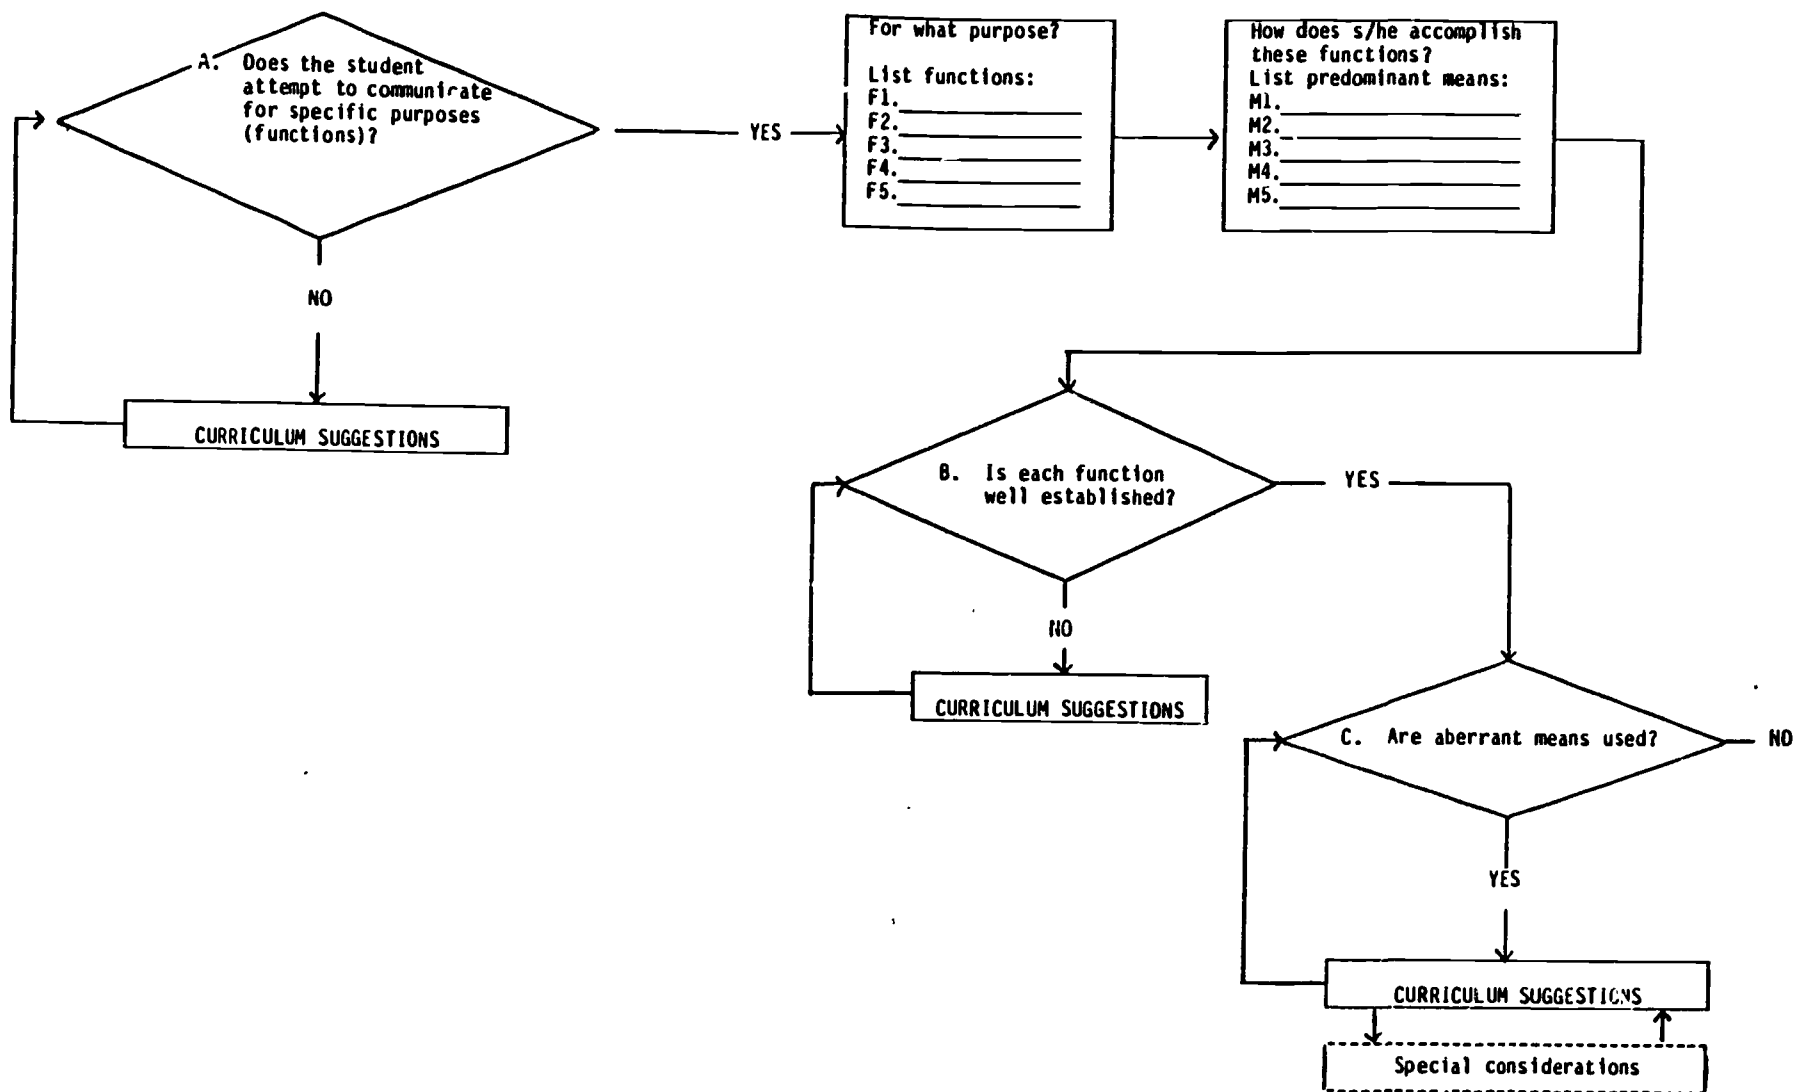 A. Does the student
attempt to communicate
for specific purposes
(functions)?
YES
NO
CURRICULUM SUGGESTIONS
For what purpose?
List functions:
F1.
F2.
F3.
F4.
F5.
How does s/he accomplish
these functions?
List predominant means:
M1.
M2.
M3.
M4.
M5.
B. Is each function
well established?
YES
NO
CURRICULUM SUGGESTIONS
C. Are aberrant means used?
NO
YES
CURRICULUM SUGGESTIONS
Special considerations